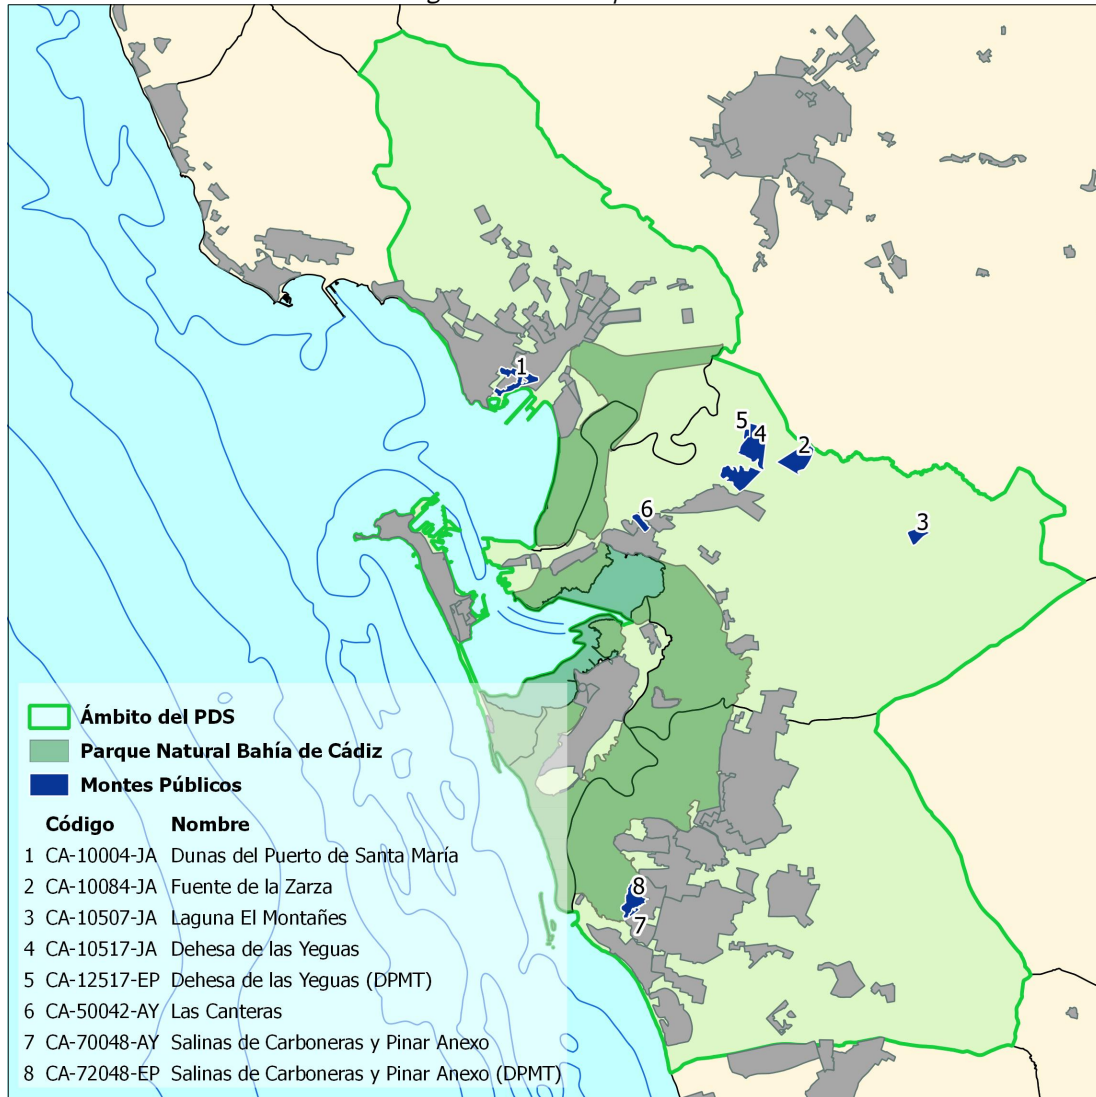 1
5
4
2
6
3
8
7
Ámbito del PDS
Parque Natural Bahía de Cádiz
Montes Públicos
Código Nombre
1 CA-10004-JA Dunas del Puerto de Santa María
2 CA-10084-JA Fuente de la Zarza
3 CA-10507-JA Laguna El Montañes
4 CA-10517-JA Dehesa de las Yeguas
5 CA-12517-EP Dehesa de las Yeguas (DPMT)
6 CA-50042-AY Las Canteras
7 CA-70048-AY Salinas de Carboneras y Pinar Anexo
8 CA-72048-EP Salinas de Carboneras y Pinar Anexo (DPMT)